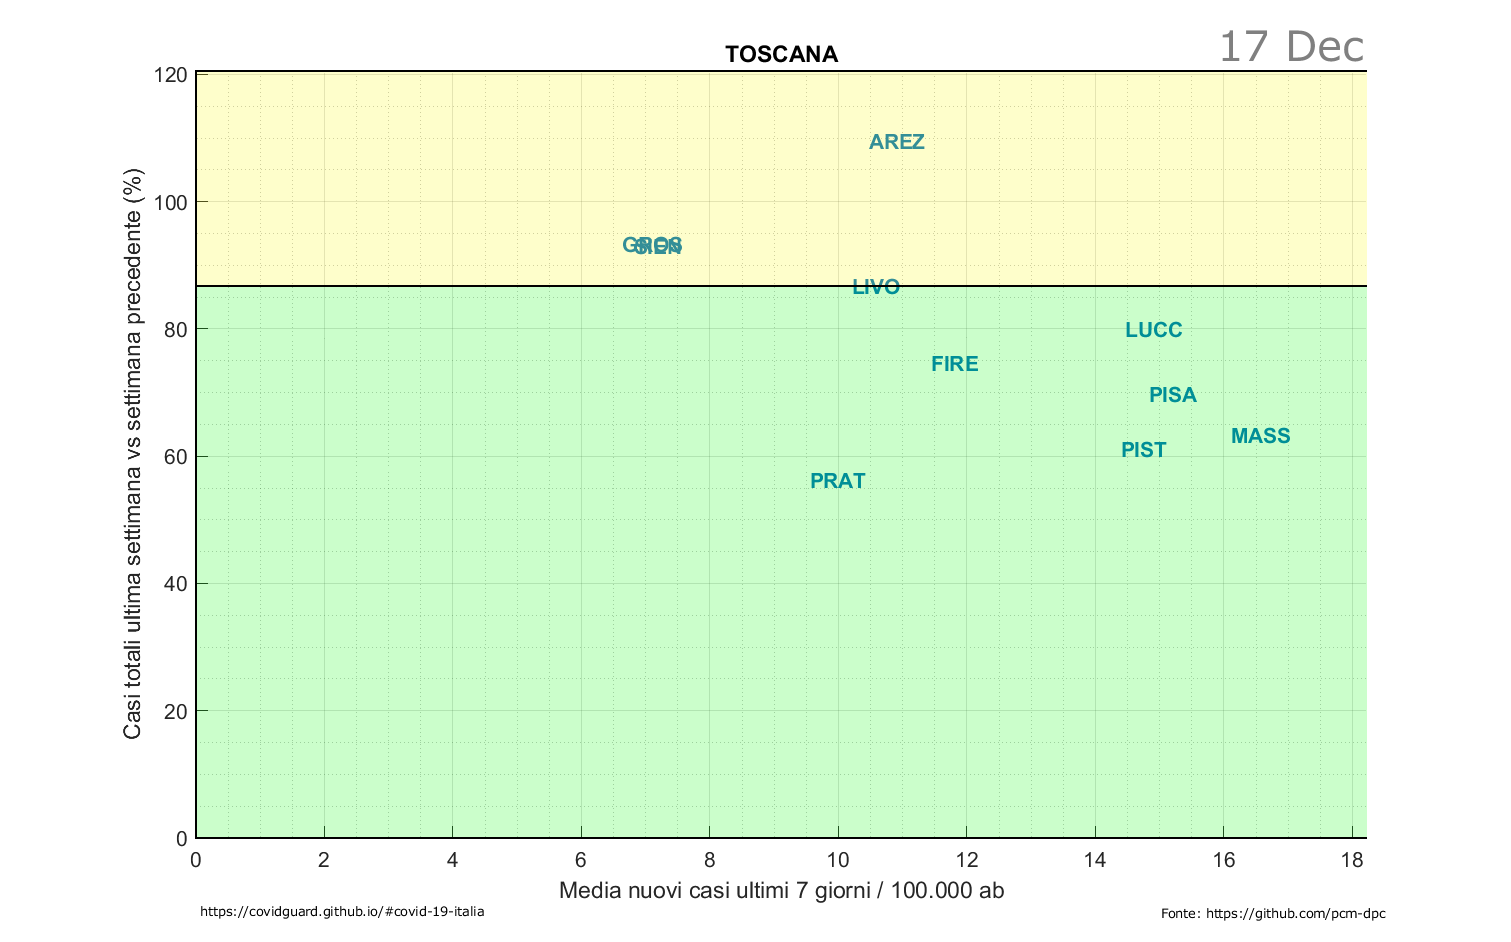 TOSCANA
17 Dec
Casi totali ultima settimana vs settimana precedente (%)
120
100
80
60
40
20
0
AREZ
GROS
SIEN
LIVO
LUCC
FIRE
PISA
MASS
PIST
PRAT
0 2 4 6 8 10 12 14 16 18
Media nuovi casi ultimi 7 giorni / 100.000 ab
https://covidguard.github.io/#covid-19-italia
Fonte: https://github.com/pcm-dpc